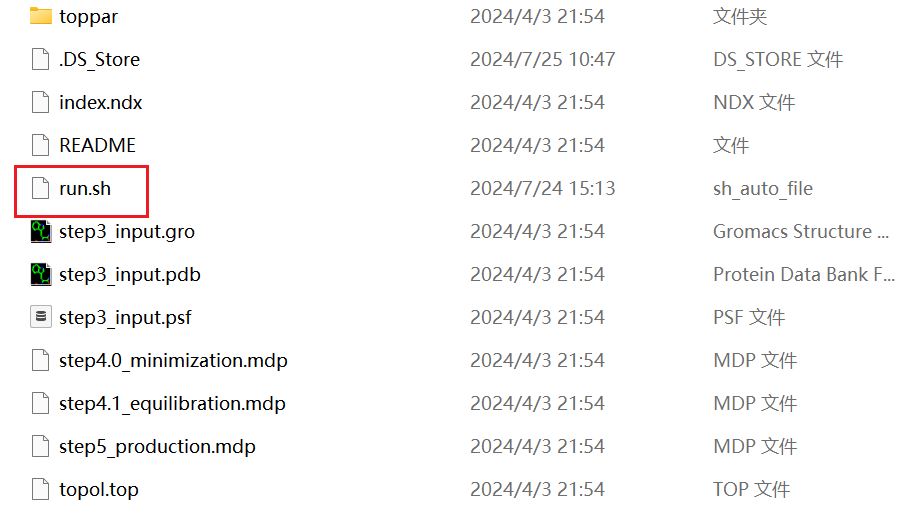 toppar 2024/4/3 21:54 文件夹
.DS_Store 2024/7/25 10:47 DS_STORE 文件
index.ndx 2024/4/3 21:54 NDX 文件
README 2024/4/3 21:54 文件
run.sh 2024/7/24 15:13 sh_auto_file
step3_input.gro 2024/4/3 21:54 Gromacs Structure ...
step3_input.pdb 2024/4/3 21:54 Protein Data Bank F...
step3_input.psf 2024/4/3 21:54 PSF 文件
step4.0_minimization.mdp 2024/4/3 21:54 MDP 文件
step4.1_equilibration.mdp 2024/4/3 21:54 MDP 文件
step5_production.mdp 2024/4/3 21:54 MDP 文件
topol.top 2024/4/3 21:54 TOP 文件